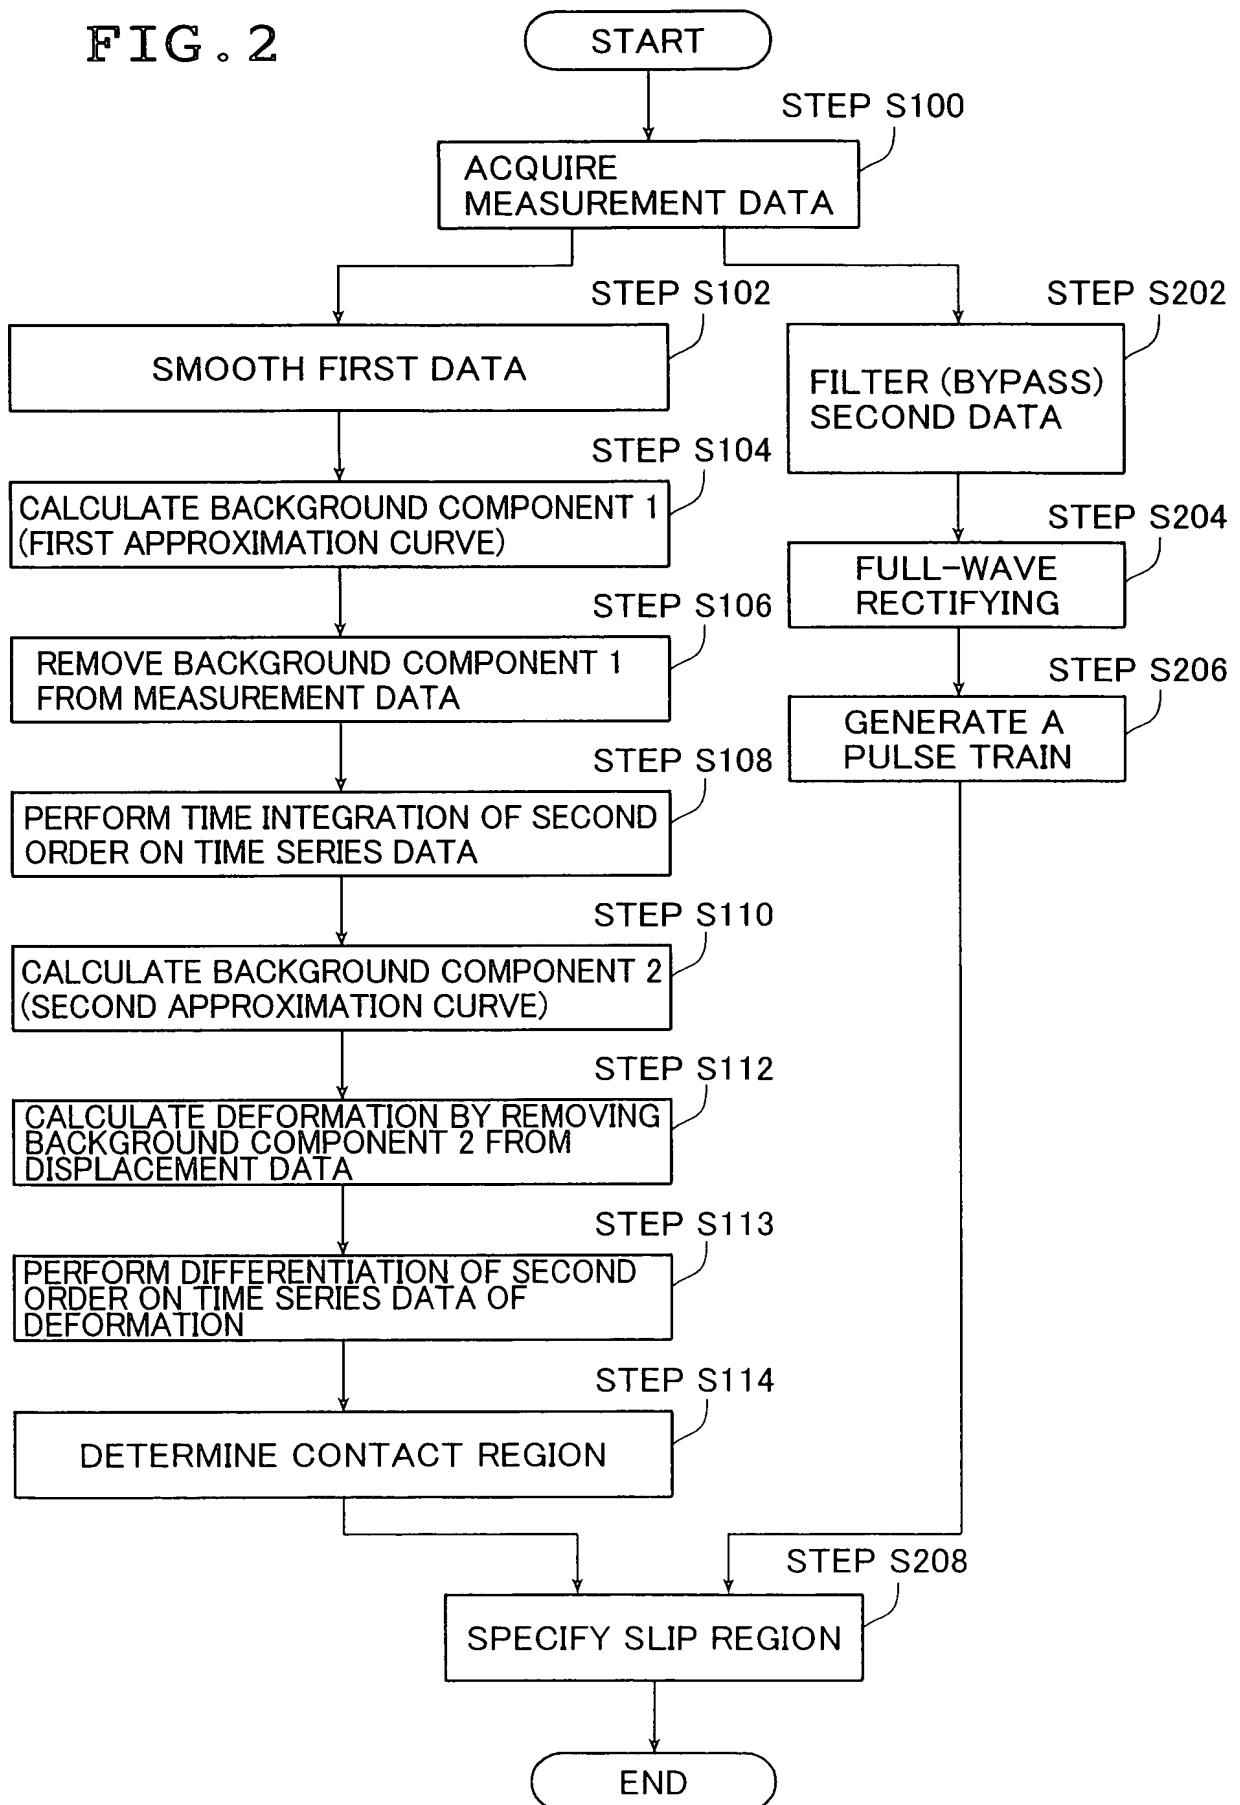 FIG.2
START
STEP S100
ACQUIRE
MEASUREMENT DATA
STEP S102
SMOOTH FIRST DATA
STEP S104
CALCULATE BACKGROUND COMPONENT 1
(FIRST APPROXIMATION CURVE)
STEP S106
REMOVE BACKGROUND COMPONENT 1
FROM MEASUREMENT DATA
STEP S108
PERFORM TIME INTEGRATION OF SECOND
ORDER ON TIME SERIES DATA
STEP S110
CALCULATE BACKGROUND COMPONENT 2
(SECOND APPROXIMATION CURVE)
STEP S112
CALCULATE DEFORMATION BY REMOVING
BACKGROUND COMPONENT 2 FROM
DISPLACEMENT DATA
STEP S113
PERFORM DIFFERENTIATION OF SECOND
ORDER ON TIME SERIES DATA OF
DEFORMATION
STEP S114
DETERMINE CONTACT REGION
STEP S202
FILTER (BYPASS)
SECOND DATA
STEP S204
FULL-WAVE
RECTIFYING
STEP S206
GENERATE A
PULSE TRAIN
STEP S208
SPECIFY SLIP REGION
END